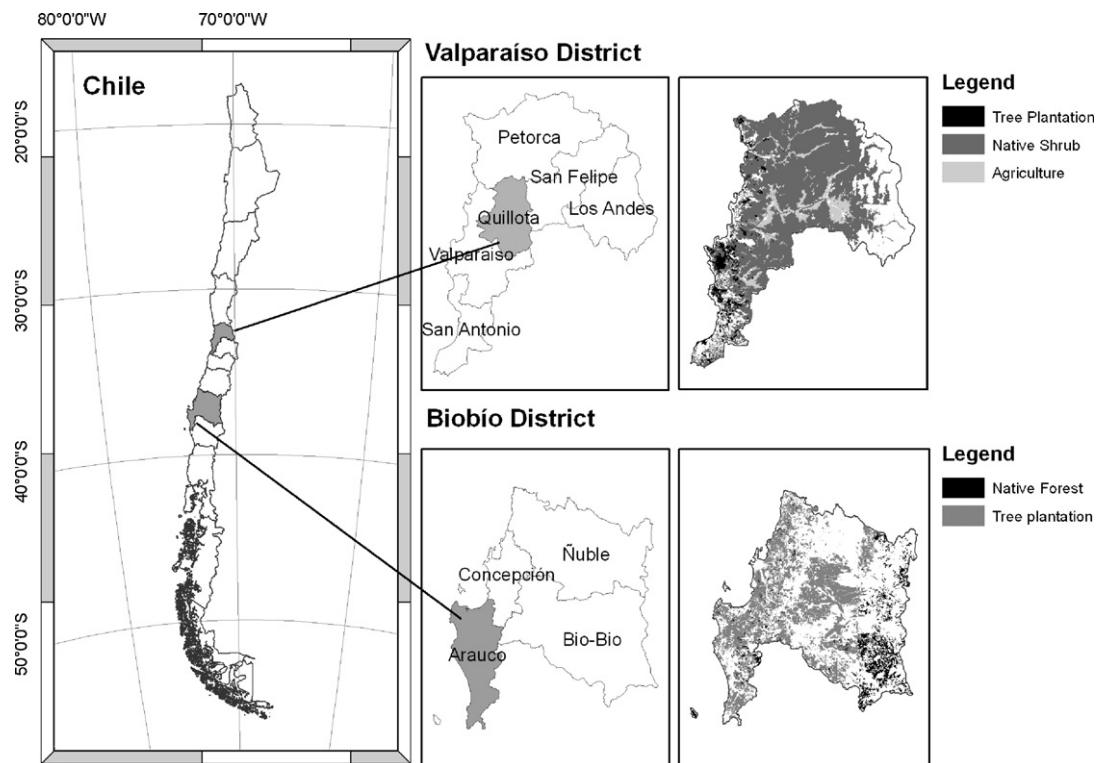 80°0'0"W
70°0'0"W
Chile
20°0'0"S
30°0'0"S
40°0'0"S
50°0'0"S
Valparaíso District
Petorca
San Felipe
Quillota
Los Andes
Valparaíso
San Antonio
Legend
Tree Plantation
Native Shrub
Agriculture
Biobío District
Ñuble
Concepción
Bio-Bio
Arauco
Legend
Native Forest
Tree plantation